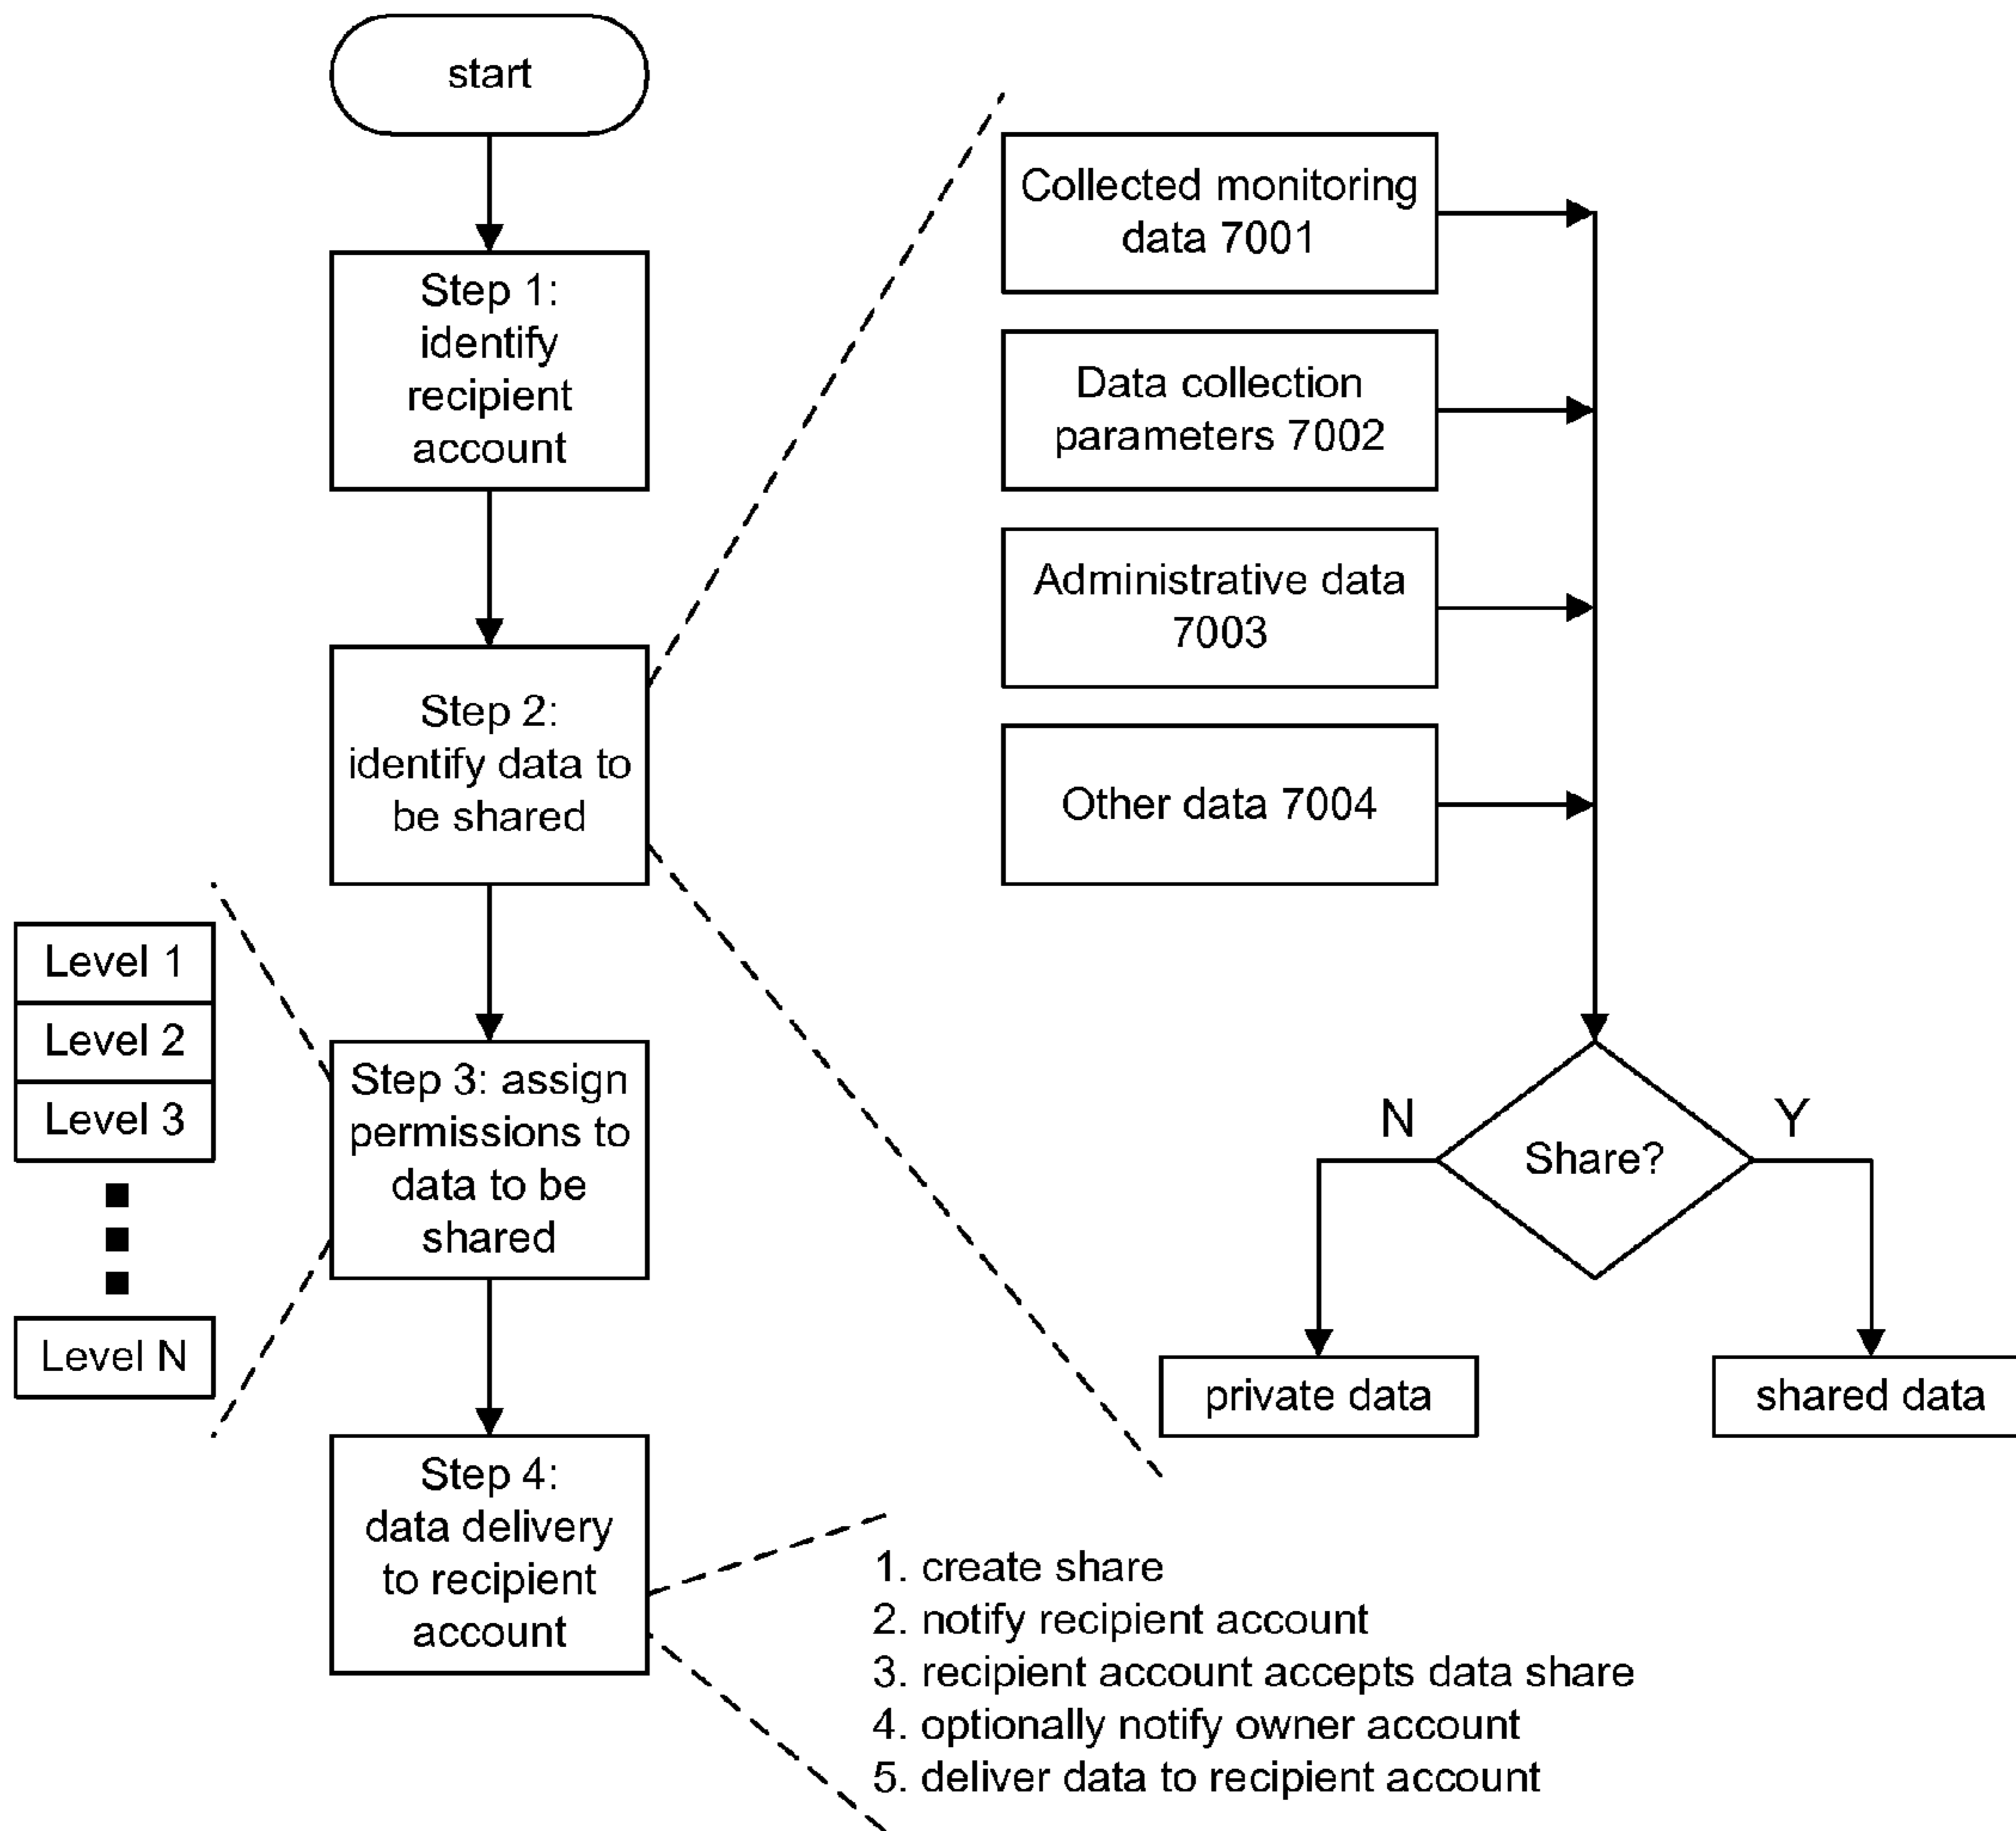 start
Step 1:
identify
recipient
account
Step 2:
identify data to
be shared
Step 3: assign
permissions to
data to be
shared
Step 4:
data delivery
to recipient
account
Level 1
Level 2
Level 3
Level N
Collected monitoring
data 7001
Data collection
parameters 7002
Administrative data
7003
Other data 7004
Share?
N
Y
private data
shared data
1. create share
2. notify recipient account
3. recipient account accepts data share
4. optionally notify owner account
5. deliver data to recipient account